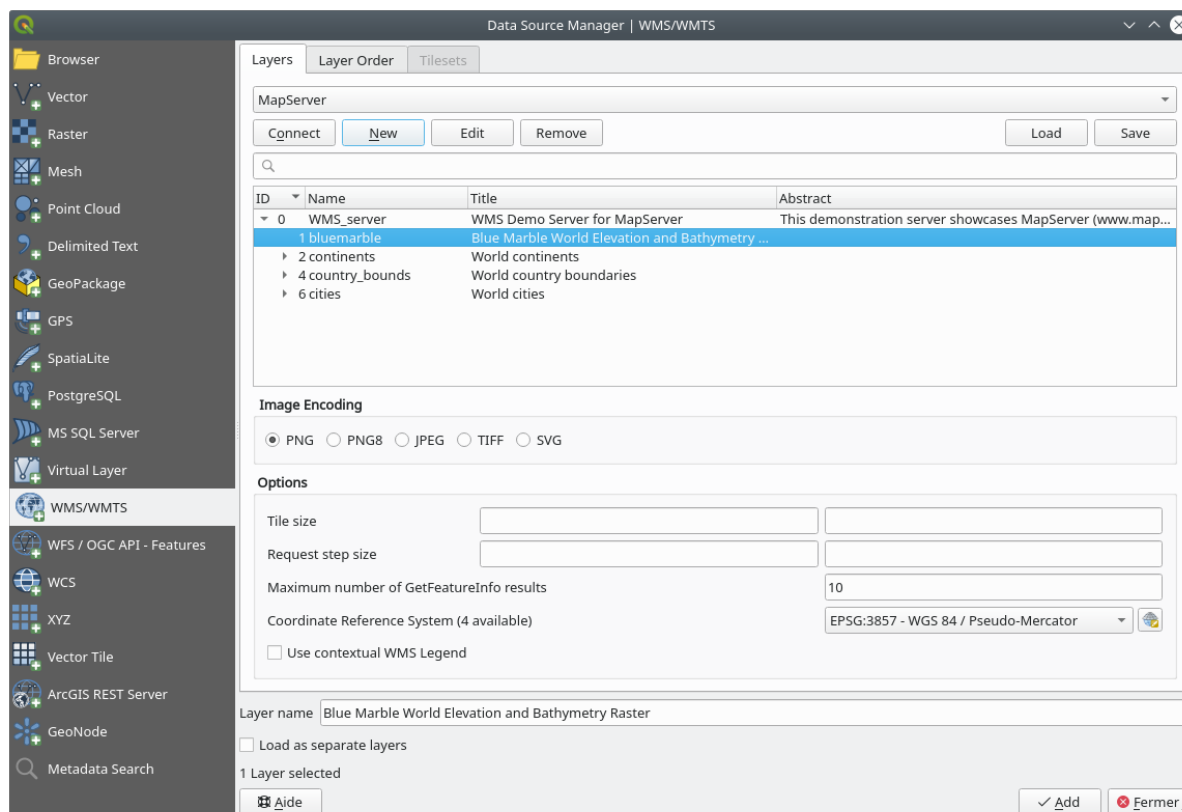 Data Source Manager | WMS/WMTS
Browser
Vector
Raster
Mesh
Point Cloud
Delimited Text
GeoPackage
GPS
SpatiaLite
PostgreSQL
MS SQL Server
Virtual Layer
WMS/WMTS
WFS / OGC API - Features
WCS
XYZ
Vector Tile
ArcGIS REST Server
GeoNode
Metadata Search
Layers Layer Order Tilesets
MapServer
Connect New Edit Remove Load Save
ID Name Title Abstract
0 WMS_server WMS Demo Server for MapServer This demonstration server showcases MapServer (www.map...
1 bluemarble Blue Marble World Elevation and Bathymetry ...
2 continents World continents
4 country_bounds World country boundaries
6 cities World cities
Image Encoding
PNG PNG8 JPEG TIFF SVG
Options
Tile size
Request step size
Maximum number of GetFeatureInfo results 10
Coordinate Reference System (4 available) EPSG:3857 - WGS 84 / Pseudo-Mercator
Use contextual WMS Legend
Layer name Blue Marble World Elevation and Bathymetry Raster
Load as separate layers
1 Layer selected
Aide Add Fermer